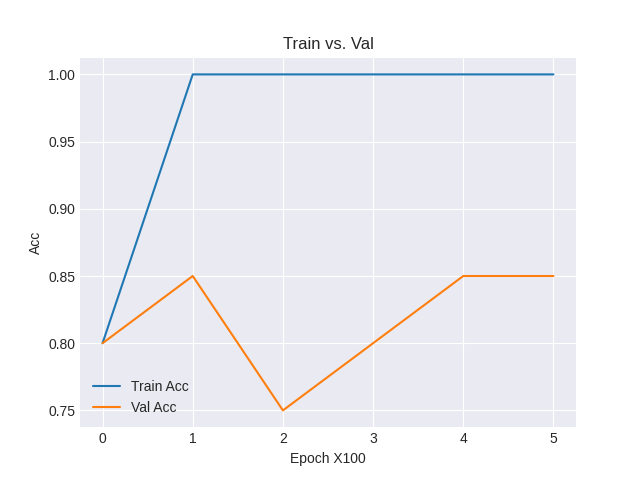 Train vs. Val
1.00
0.95
0.90
0.85
0.80
0.75
Acc
Train Acc
Val Acc
0 1 2 3 4 5
Epoch X100